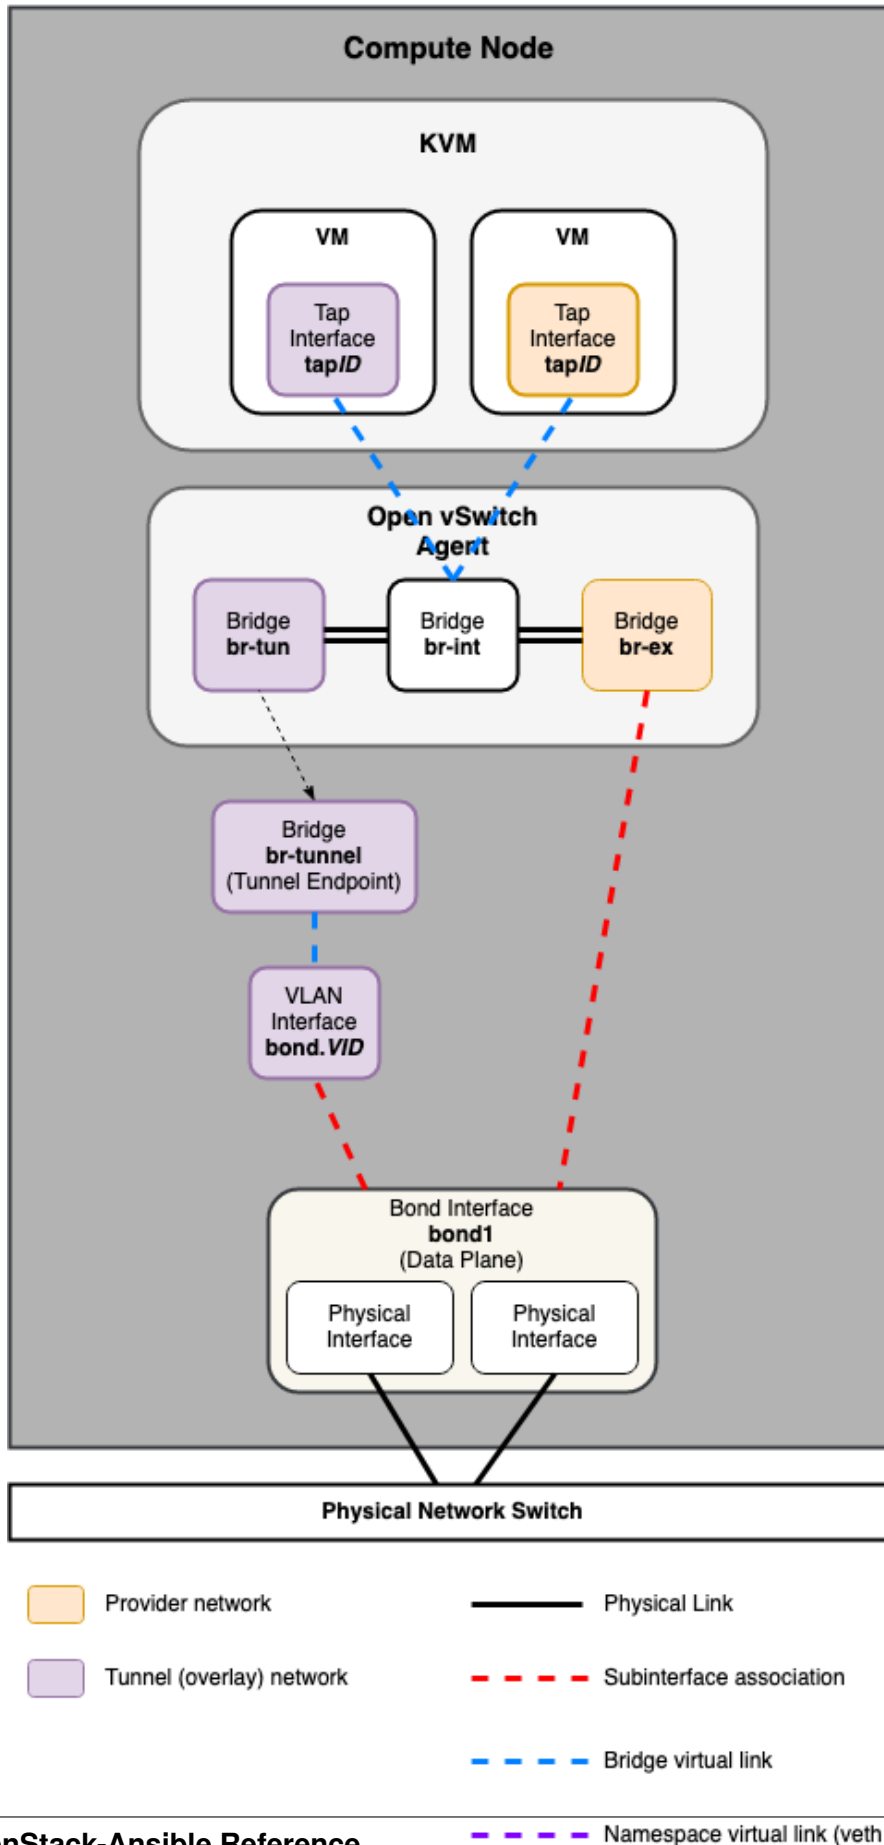 Compute Node
KVM
VM
VM
Tap
Interface
tapID
Tap
Interface
tapID
Open vSwitch
Agent
Bridge
br-tun
Bridge
br-int
Bridge
br-ex
Bridge
br-tunnel
(Tunnel Endpoint)
VLAN
Interface
bond.VID
Bond Interface
bond1
(Data Plane)
Physical
Interface
Physical
Interface
Physical Network Switch
Provider network
Physical Link
Tunnel (overlay) network
Subinterface association
Bridge virtual link
Namespace virtual link (veth
nStack-Ansible Reference